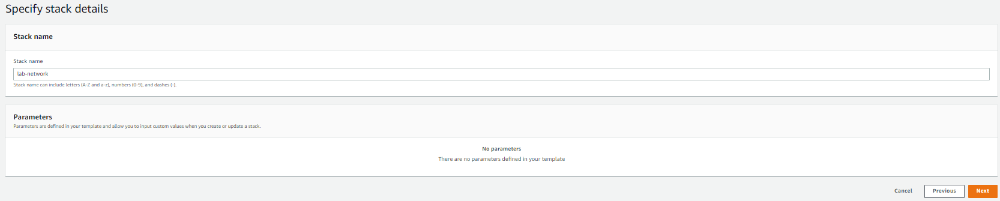 Specify stack details
Stack name
Stack name
lab-network
Stack name can include letters (A-Z and a-z), numbers (0-9), and dashes (-).
Parameters
Parameters are defined in your template and allow you to input custom values when you create or update a stack.
No parameters
There are no parameters defined in your template
Cancel Previous Next